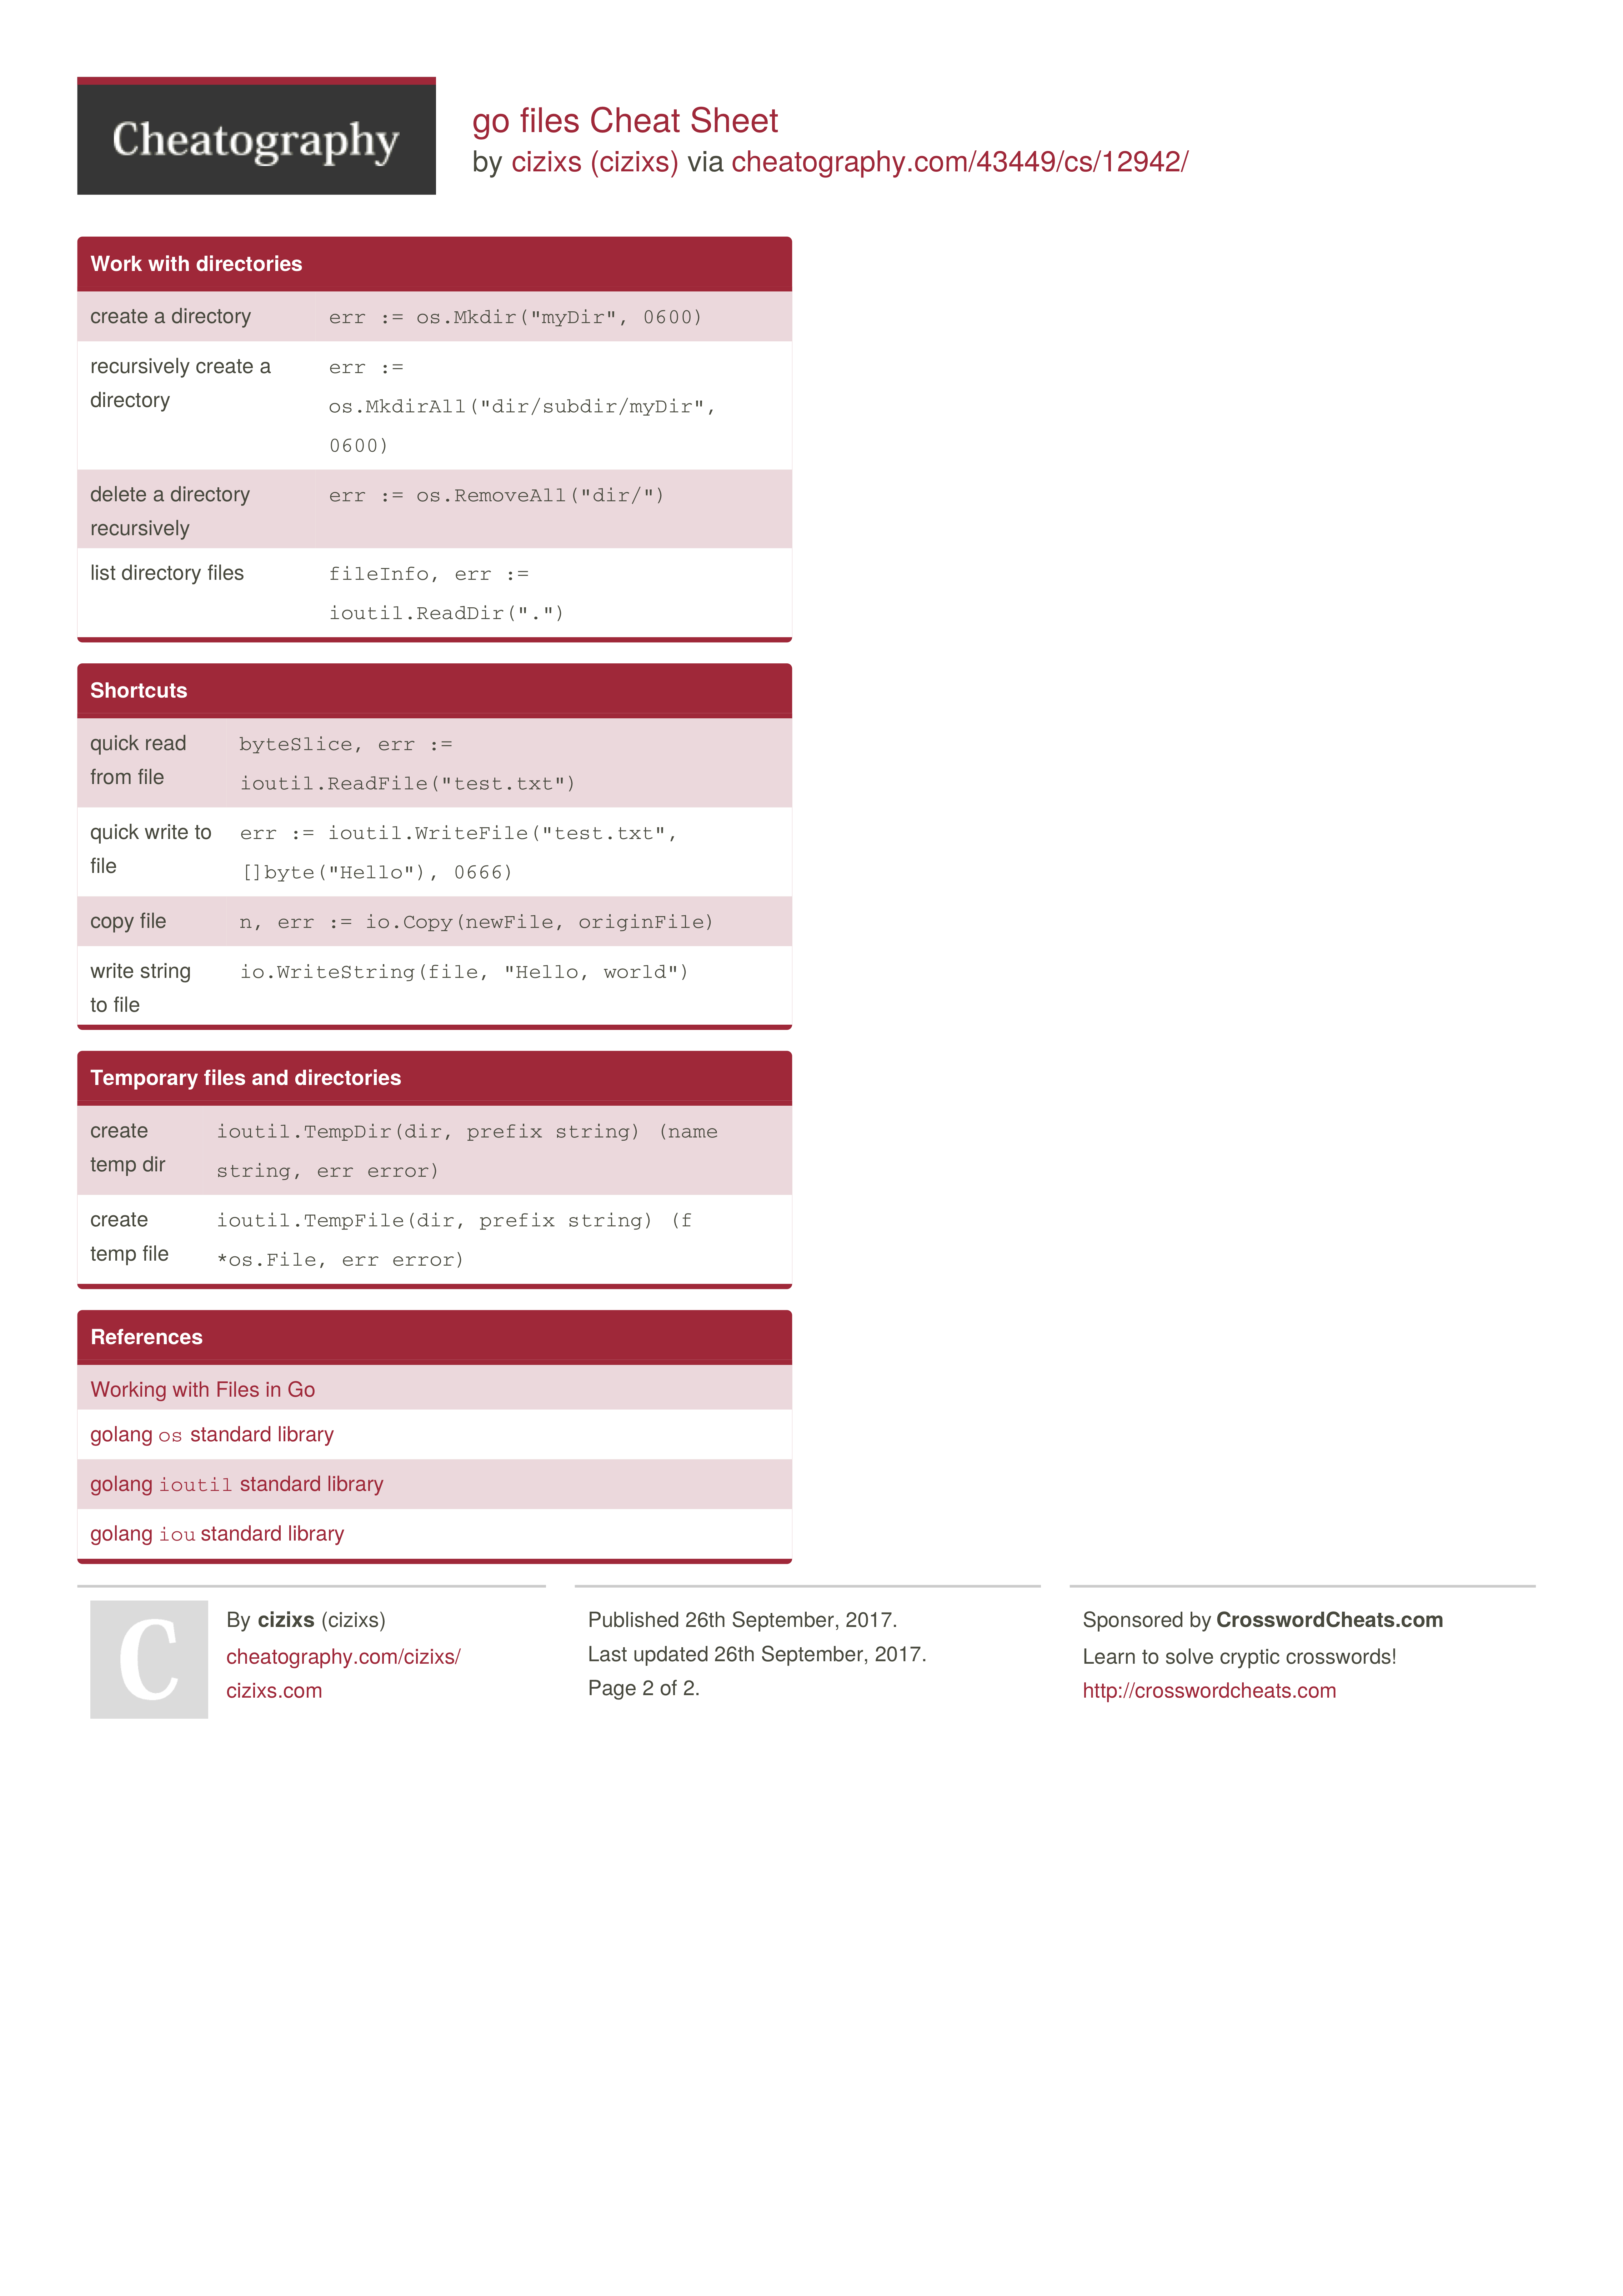 Cheatography
go files Cheat Sheet
by cizixs (cizixs) via cheatography.com/43449/cs/12942/
Work with directories
create a directory err := os.Mkdir("myDir", 0600)
recursively create a err :=
directory os.MkdirAll("dir/subdir/myDir",
0600)
delete a directory err := os.RemoveAll("dir/")
recursively
list directory files fileInfo, err :=
ioutil.ReadDir(".")
Shortcuts
quick read byteSlice, err :=
from file ioutil.ReadFile("test.txt")
quick write to err := ioutil.WriteFile("test.txt",
file []byte("Hello"), 0666)
copy file n, err := io.Copy(newFile, originFile)
write string io.WriteString(file, "Hello, world")
to file
Temporary files and directories
create ioutil.TempDir(dir, prefix string) (name
temp dir string, err error)
create ioutil.TempFile(dir, prefix string) (f
temp file *os.File, err error)
References
Working with Files in Go
golang os standard library
golang ioutil standard library
golang iou standard library
C
By cizixs (cizixs)
cheatography.com/cizixs/
cizixs.com
Published 26th September, 2017.
Last updated 26th September, 2017.
Page 2 of 2.
Sponsored by CrosswordCheats.com
Learn to solve cryptic crosswords!
http://crosswordcheats.com